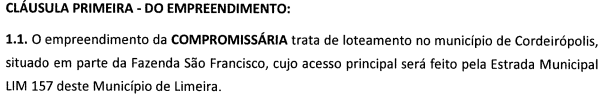 CLÁUSULA PRIMEIRA - DO EMPREENDIMENTO:
1.1. O empreendimento da COMPROMISSÁRIA trata de loteamento no município de Cordeirópolis,
situado em parte da Fazenda São Francisco, cujo acesso principal será feito pela Estrada Municipal
LIM 157 deste Município de Limeira.